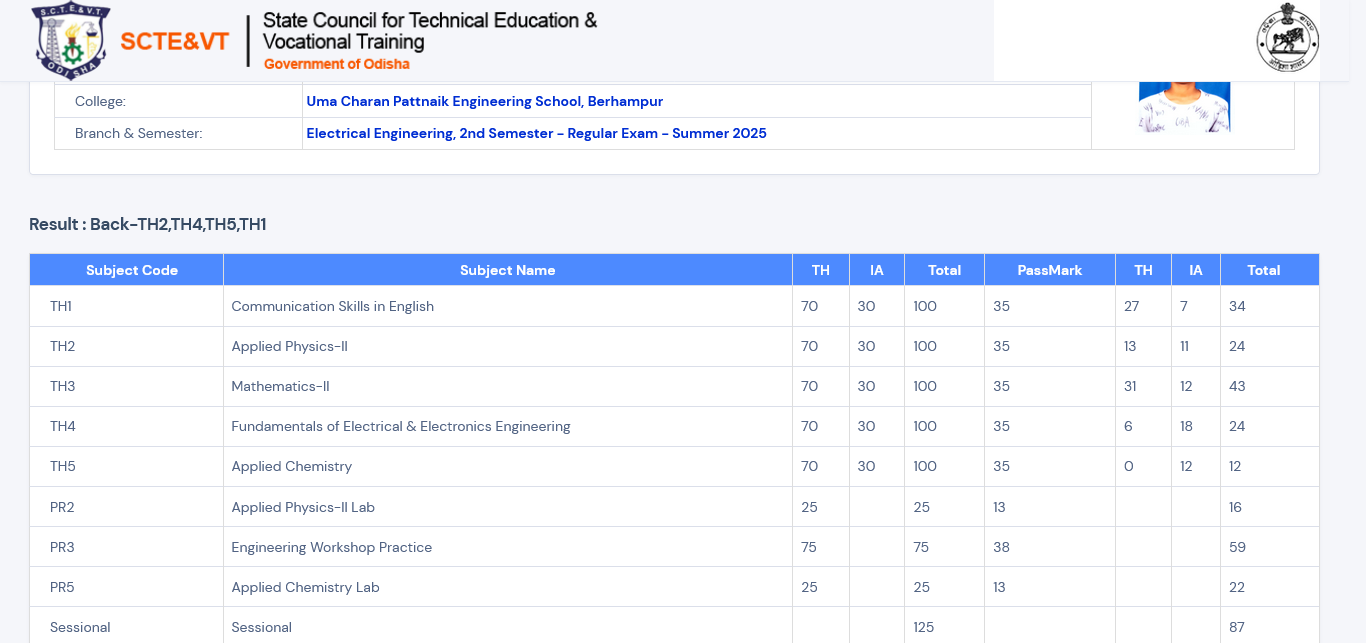 S.C.T.E.&V.T.
ODISHA
SCTE&VT
State Council for Technical Education &
Vocational Training
Government of Odisha
College: Uma Charan Pattnaik Engineering School, Berhampur
Branch & Semester: Electrical Engineering, 2nd Semester - Regular Exam - Summer 2025
Result : Back-TH2,TH4,TH5,TH1
Subject Code Subject Name TH IA Total PassMark TH IA Total
TH1 Communication Skills in English 70 30 100 35 27 7 34
TH2 Applied Physics-II 70 30 100 35 13 11 24
TH3 Mathematics-II 70 30 100 35 31 12 43
TH4 Fundamentals of Electrical & Electronics Engineering 70 30 100 35 6 18 24
TH5 Applied Chemistry 70 30 100 35 0 12 12
PR2 Applied Physics-II Lab 25 25 13 16
PR3 Engineering Workshop Practice 75 75 38 59
PR5 Applied Chemistry Lab 25 25 13 22
Sessional Sessional 125 87